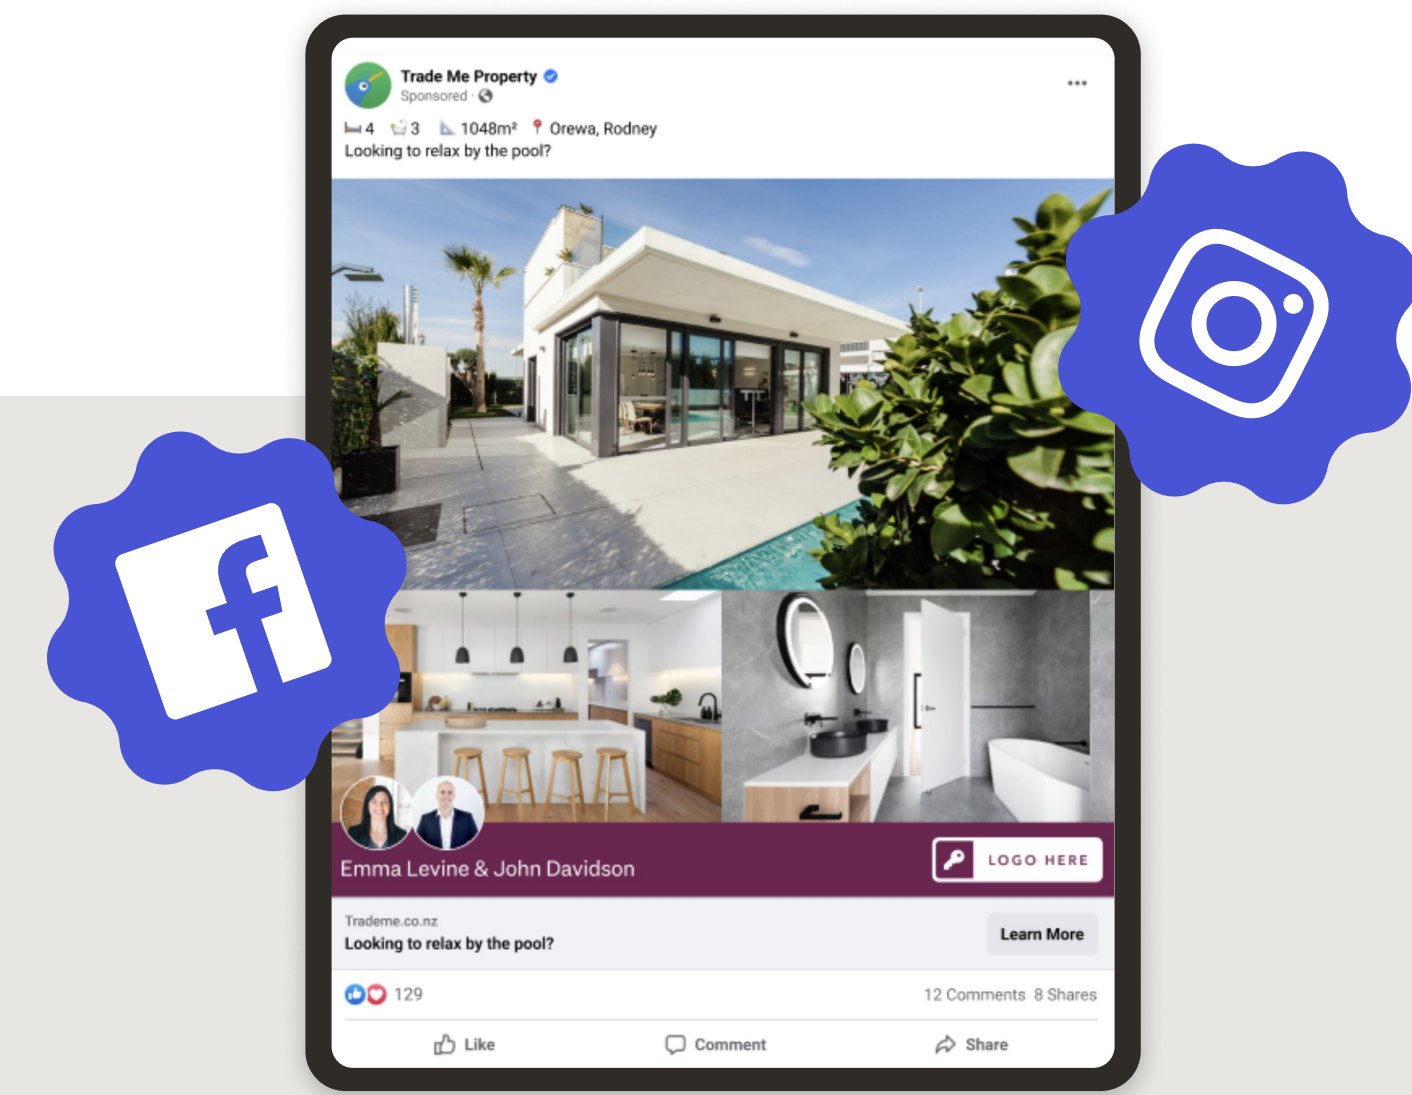 Trade Me Property
Sponsored ·
4 3 1048m² Orewa, Rodney
Looking to relax by the pool?
Emma Levine & John Davidson
LOGO HERE
Trademe.co.nz
Looking to relax by the pool?
Learn More
129
12 Comments 8 Shares
Like Comment Share